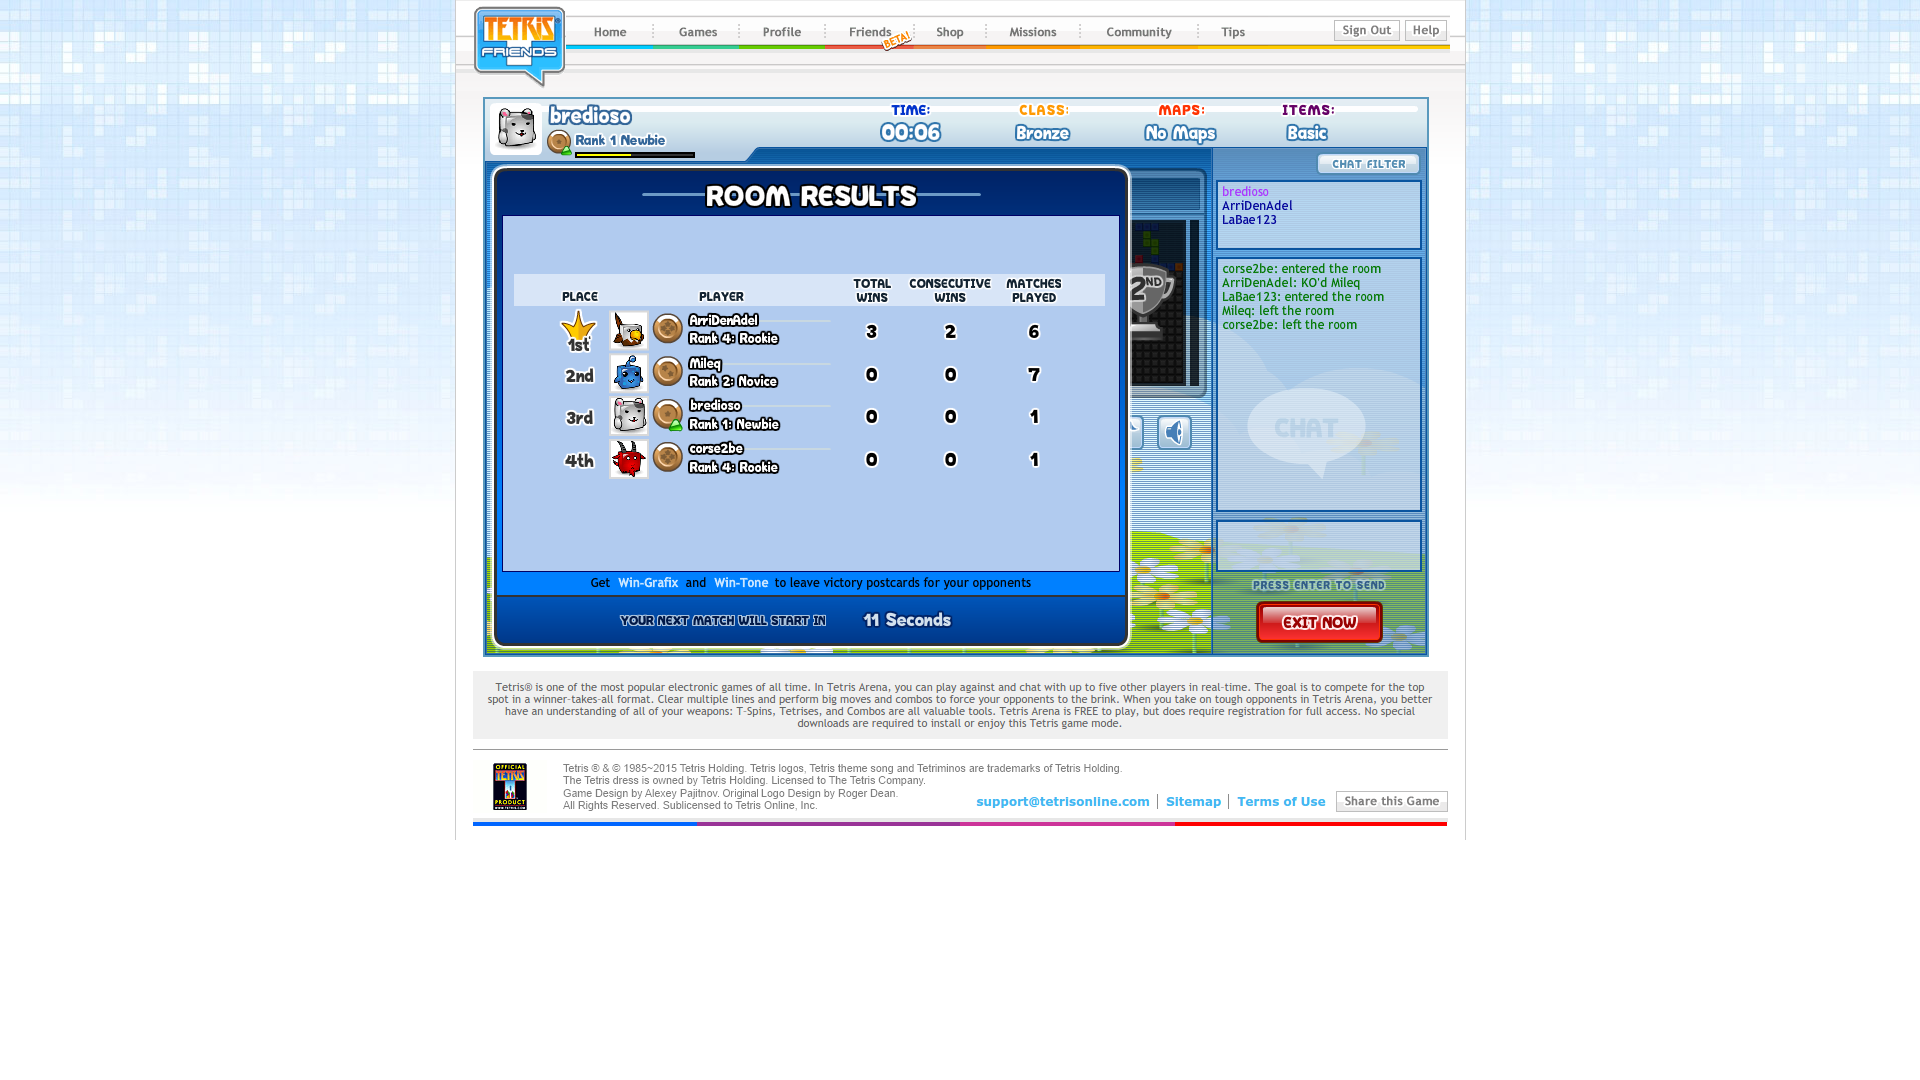 TETRIS
FRIENDS
Home
Games
Profile
Friends
BETA!
Shop
Missions
Community
Tips
Sign Out
Help
bredioso
Rank 1 Newbie
TIME:
00:06
CLASS:
Bronze
MAPS:
No Maps
ITEMS:
Basic
CHAT FILTER
bredioso
ArriDenAdel
LaBae123
corse2be: entered the room
ArriDenAdel: KO'd Mileq
LaBae123: entered the room
Mileq: left the room
corse2be: left the room
CHAT
PRESS ENTER TO SEND
EXIT NOW
2ND
ROOM RESULTS
PLACE PLAYER TOTAL WINS CONSECUTIVE WINS MATCHES PLAYED
1st ArriDenAdel Rank 4: Rookie 3 2 6
2nd Mileq Rank 2: Novice 0 0 7
3rd bredioso Rank 1: Newbie 0 0 1
4th corse2be Rank 4: Rookie 0 0 1
Get Win-Grafix and Win-Tone to leave victory postcards for your opponents
YOUR NEXT MATCH WILL START IN 11 Seconds
Tetris® is one of the most popular electronic games of all time. In Tetris Arena, you can play against and chat with up to five other players in real-time. The goal is to compete for the top
spot in a winner-takes-all format. Clear multiple lines and perform big moves and combos to force your opponents to the brink. When you take on tough opponents in Tetris Arena, you better
have an understanding of all of your weapons: T-Spins, Tetrises, and Combos are all valuable tools. Tetris Arena is FREE to play, but does require registration for full access. No special
downloads are required to install or enjoy this Tetris game mode.
OFFICIAL
TETRIS
PRODUCT
Tetris ® & © 1985~2015 Tetris Holding. Tetris logos, Tetris theme song and Tetriminos are trademarks of Tetris Holding.
The Tetris dress is owned by Tetris Holding. Licensed to The Tetris Company.
Game Design by Alexey Pajitnov. Original Logo Design by Roger Dean.
All Rights Reserved. Sublicensed to Tetris Online, Inc.
support@tetrisonline.com
Sitemap
Terms of Use
Share this Game